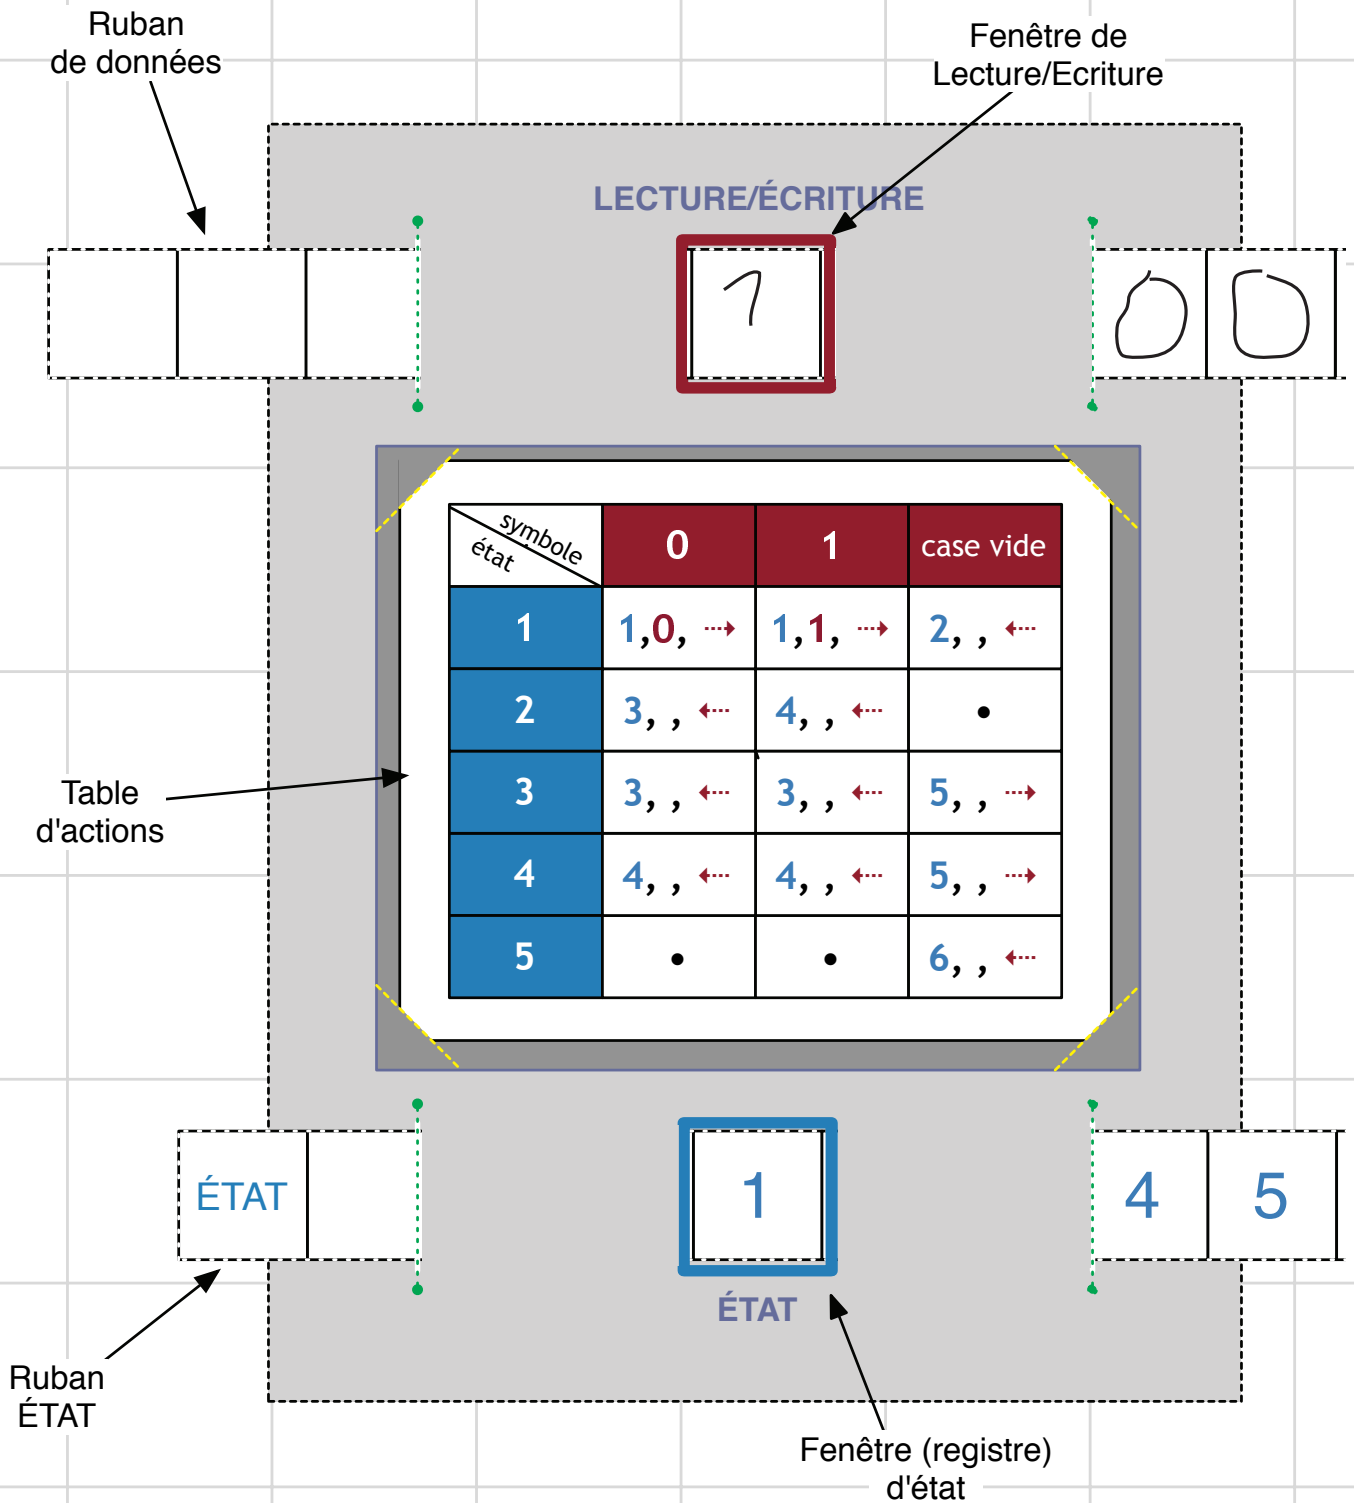 Ruban
de données
Fenêtre de
Lecture/Ecriture
LECTURE/ÉCRITURE
1 0 0
symbole
état
0 1 case vide
1 1,0, ⇢ 1,1, ⇢ 2, , ⇠
2 3, , ⇠ 4, , ⇠ •
3 3, , ⇠ 3, , ⇠ 5, , ⇢
4 4, , ⇠ 4, , ⇠ 5, , ⇢
5 • • 6, , ⇠
Table
d'actions
ÉTAT 1 4 5
ÉTAT
Ruban
ÉTAT
Fenêtre (registre)
d'état